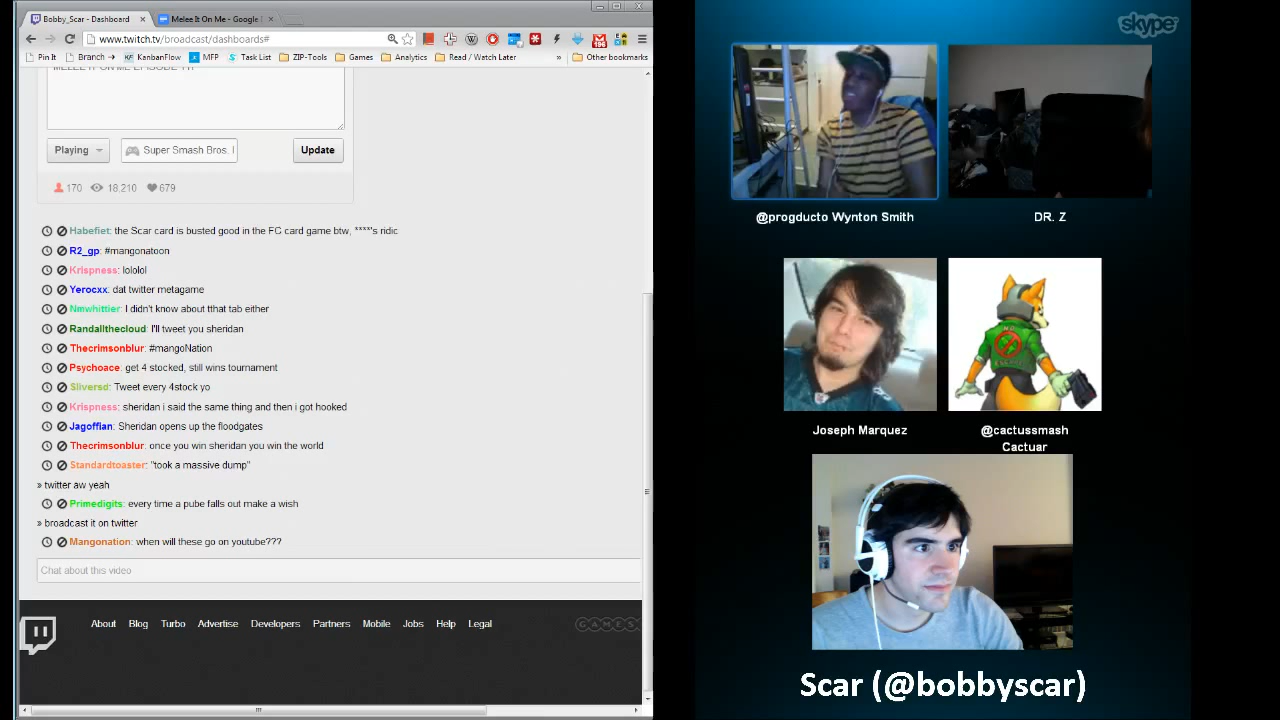 Bobby_Scar - Dashboard
Melee It On Me - Google
www.twitch.tv/broadcast/dashboards#
196
Pin It
Branch →
KanbanFlow
MFP
Task List
ZIP-Tools
Games
Analytics
Read / Watch Later
»
Other bookmarks
Playing
Super Smash Bros.
Update
170
18,210
679
Habefiet: the Scar card is busted good in the FC card game btw, ****'s ridic
R2_gp: #mangonatoon
Krispness: lololol
Yerocxx: dat twitter metagame
Nmwhittier: I didn't know about that tab either
Randallthecloud: I'll tweet you sheridan
Thecrimsonblur: #mangoNation
Psychoace: get 4 stocked, still wins tournament
Sliversd: Tweet every 4stock yo
Krispness: sheridan i said the same thing and then i got hooked
Jagoffian: Sheridan opens up the floodgates
Thecrimsonblur: once you win sheridan you win the world
Standardtoaster: "took a massive dump"
» twitter aw yeah
Primedigits: every time a pube falls out make a wish
» broadcast it on twitter
Mangonation: when will these go on youtube???
Chat about this video
About
Blog
Turbo
Advertise
Developers
Partners
Mobile
Jobs
Help
Legal
GAMES
skype
@progducto Wynton Smith
DR. Z
Joseph Marquez
@cactussmash
Cactuar
Scar (@bobbyscar)